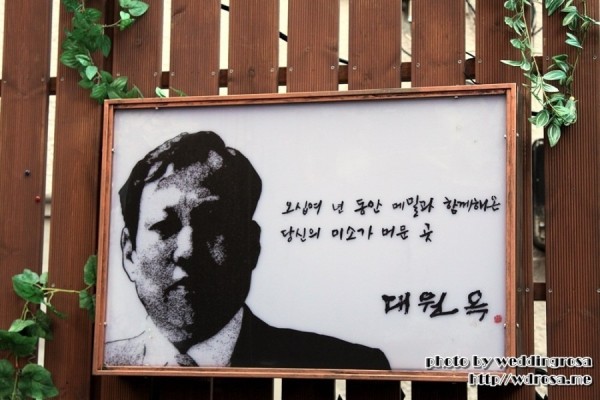 오십여 년 동안 메밀과 함께해온
당신의 미소가 머문 곳
대월옥
photo by weddingrosa
http://wdrosa.me